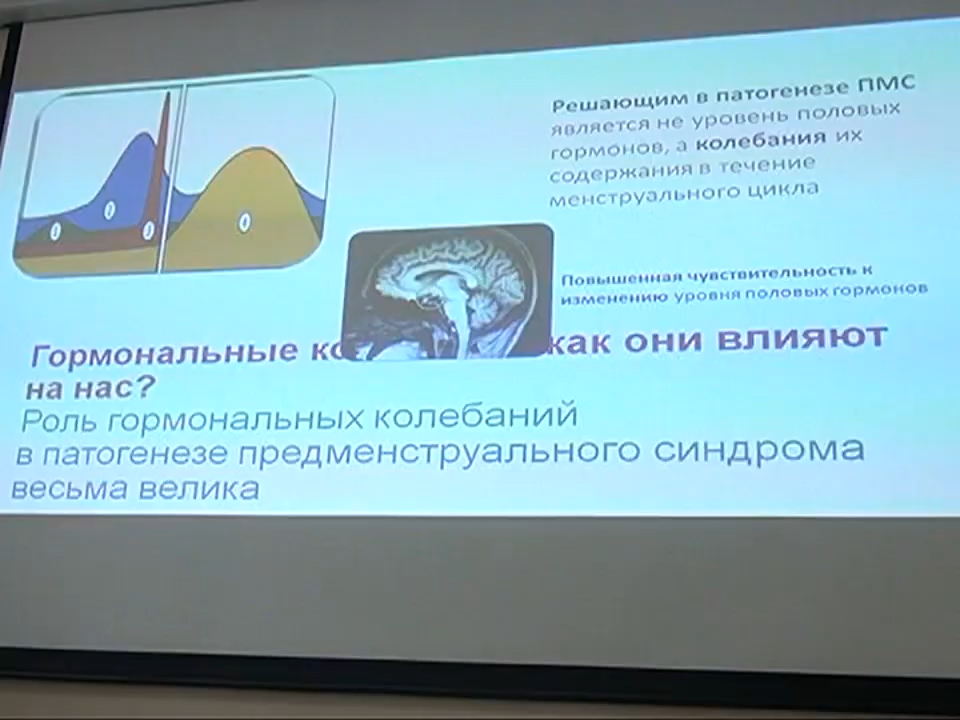 Решающим в патогенезе ПМС
является не уровень половых
гормонов, а колебания их
содержания в течение
менструального цикла
Повышенная чувствительность к
изменению уровня половых гормонов
Гормональные как они влияют
на нас?
Роль гормональных колебаний
в патогенезе предменструального синдрома
весьма велика